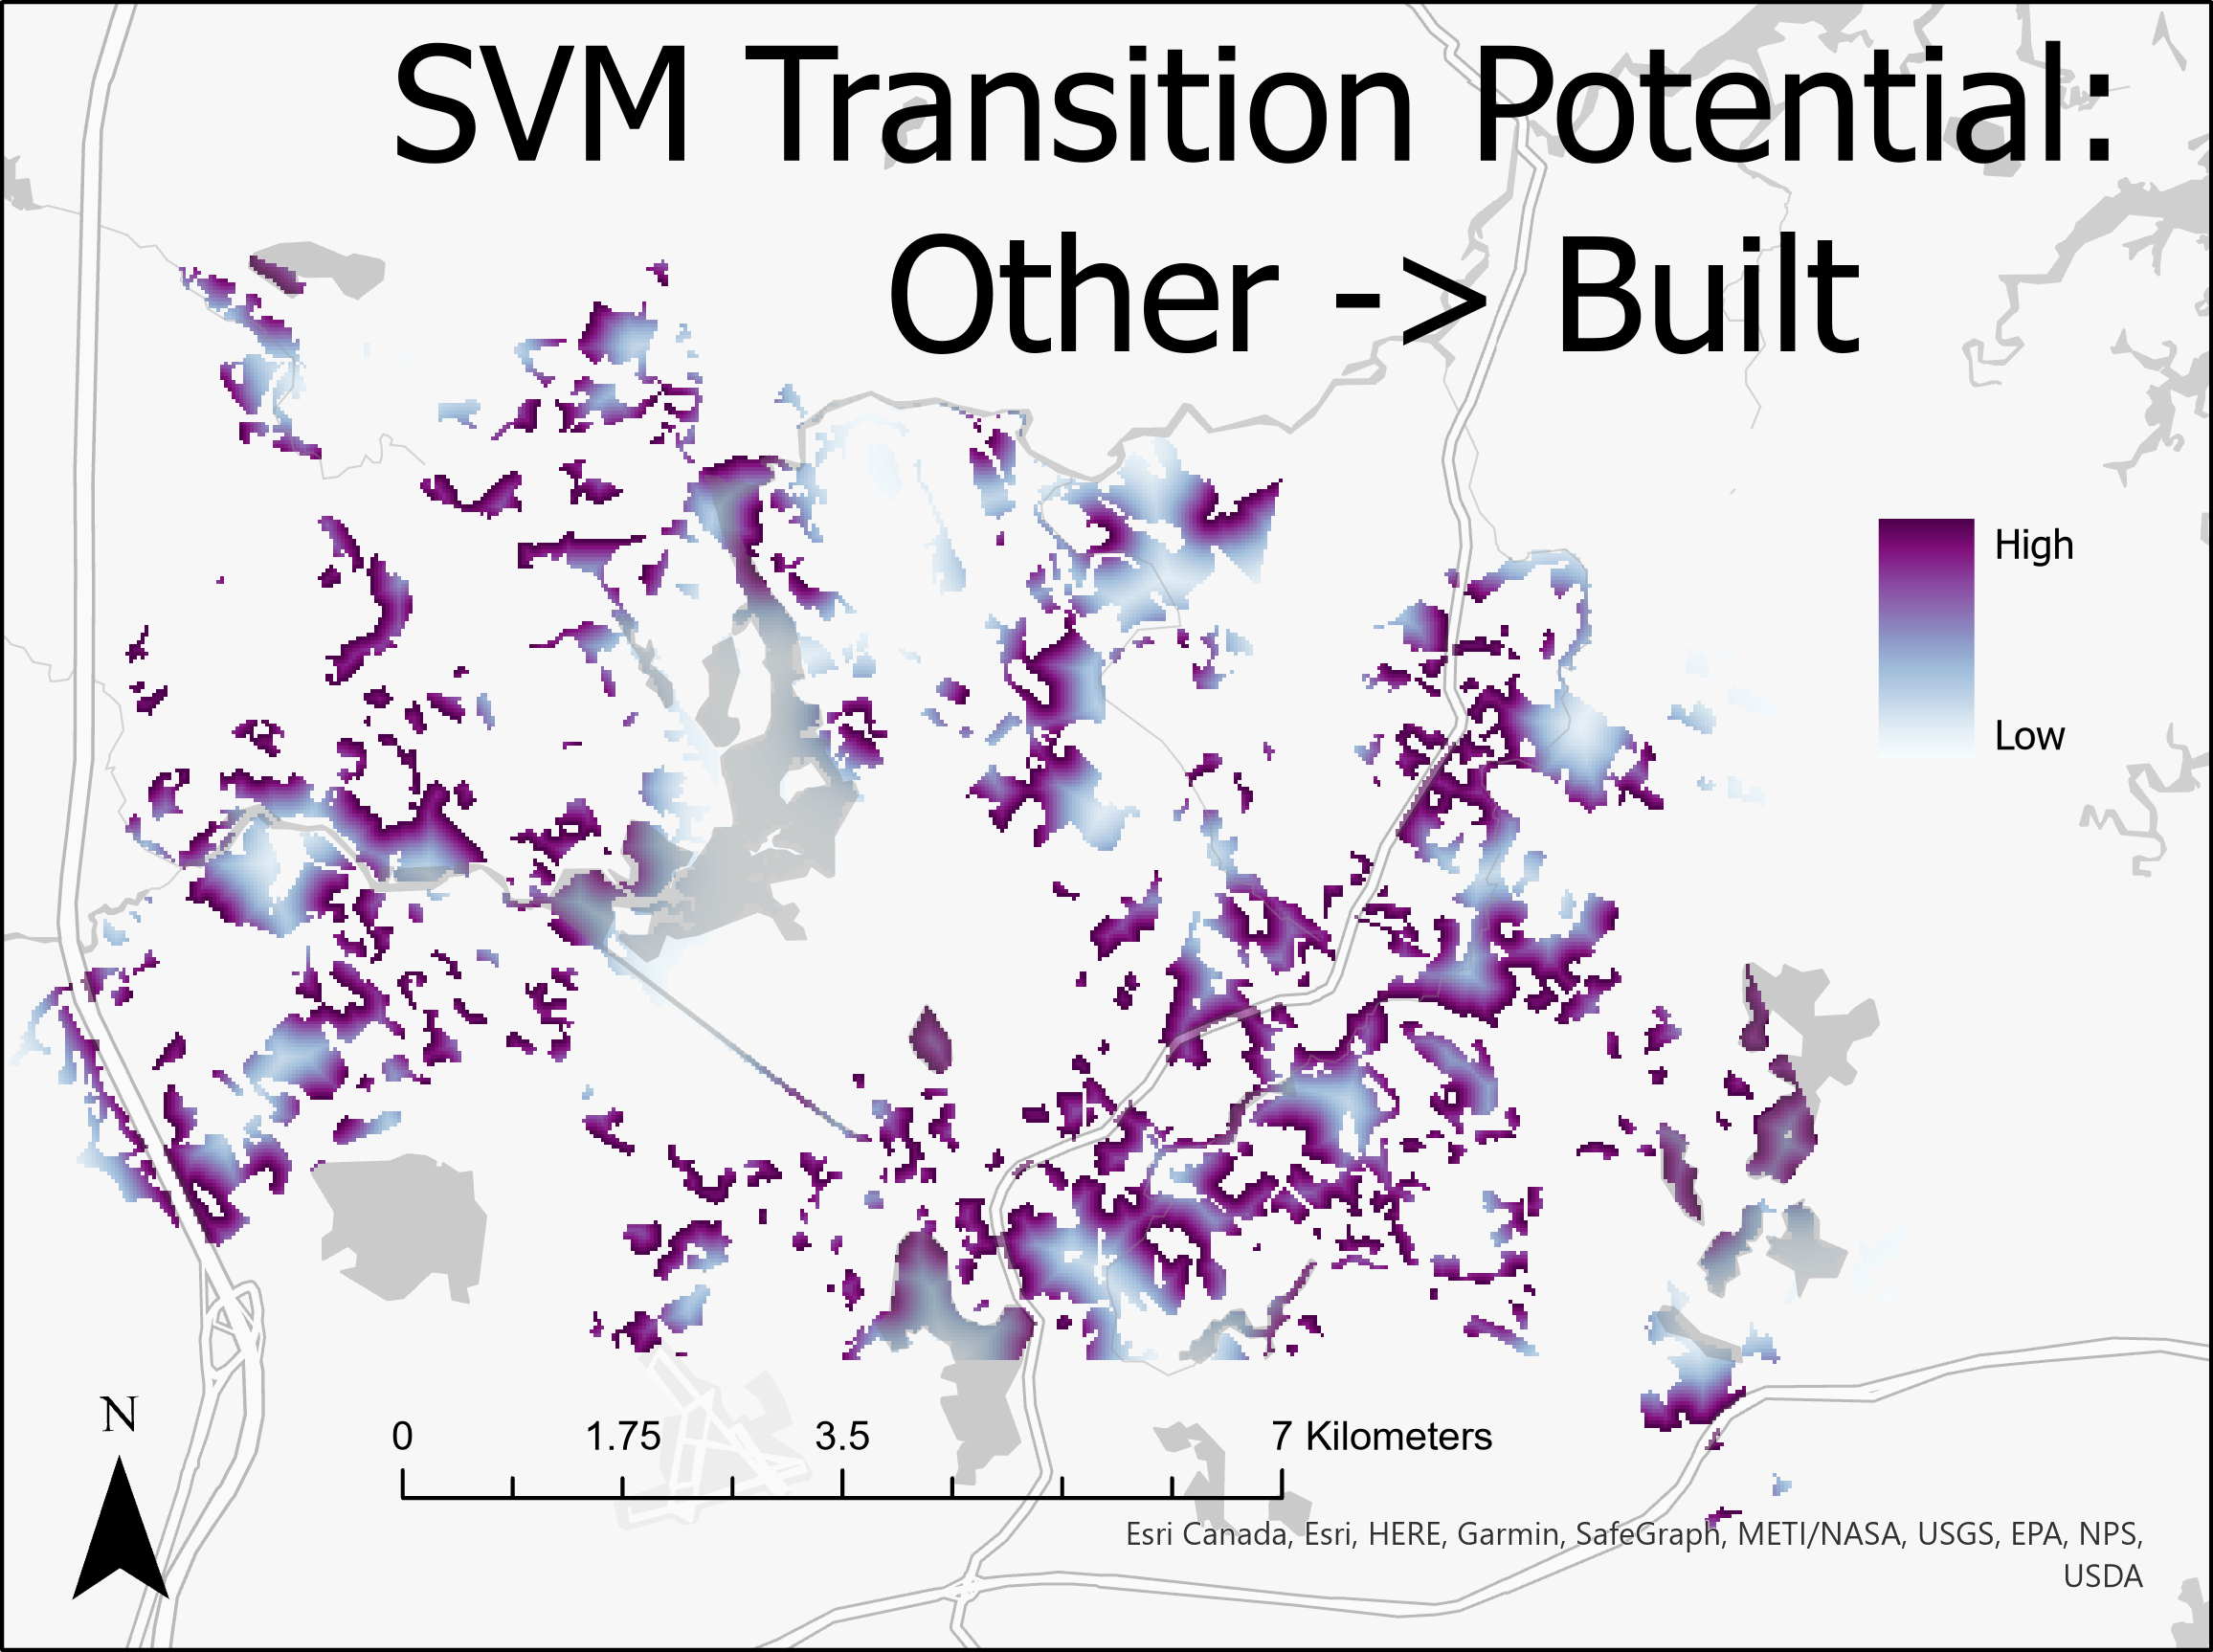 SVM Transition Potential:
Other -> Built
High
Low
N
0 1.75 3.5 7 Kilometers
Esri Canada, Esri, HERE, Garmin, SafeGraph, METI/NASA, USGS, EPA, NPS,
USDA